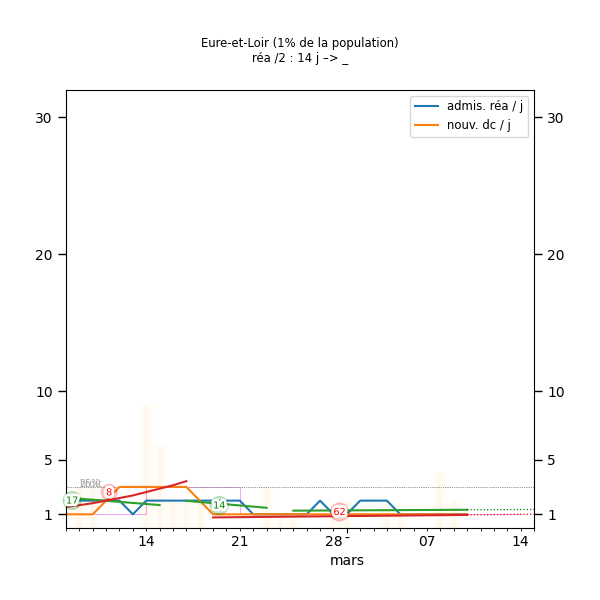 Eure-et-Loir (1% de la population)
réa /2 : 14 j –> _
admis. réa / j
nouv. dc / j
30 30
20 20
10 10
5 5
1 1
17
8
14
62
14 21 28 07 14
mars